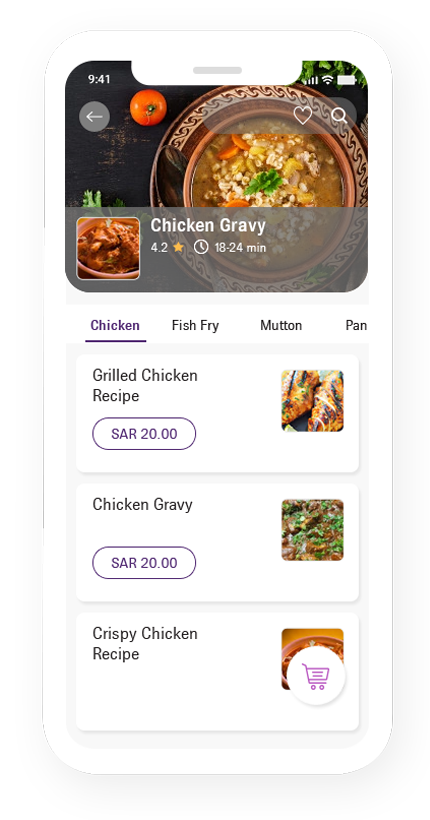 9:41
Chicken Gravy
4.2 18-24 min
Chicken Fish Fry Mutton Pan
Grilled Chicken
Recipe
SAR 20.00
Chicken Gravy
SAR 20.00
Crispy Chicken
Recipe